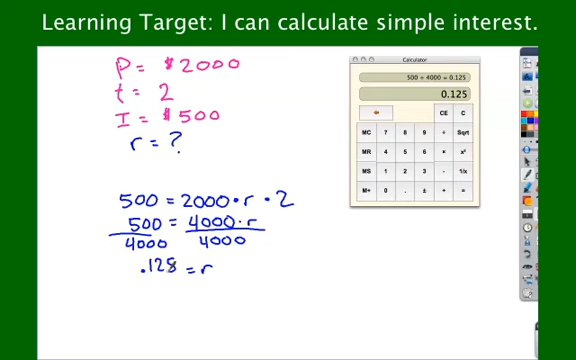 Learning Target: I can calculate simple interest.
P = $2000
t = 2
I = $500
r = ?
500 = 2000 · r · 2
500 = 4000 · r
4000 4000
.125 = r
Calculator
500 ÷ 4000 = 0.125
0.125
CE C
MC 7 8 9 ÷ Sqrt
MR 4 5 6 × x²
MS 1 2 3 - 1/x
M+ 0 . ± + =